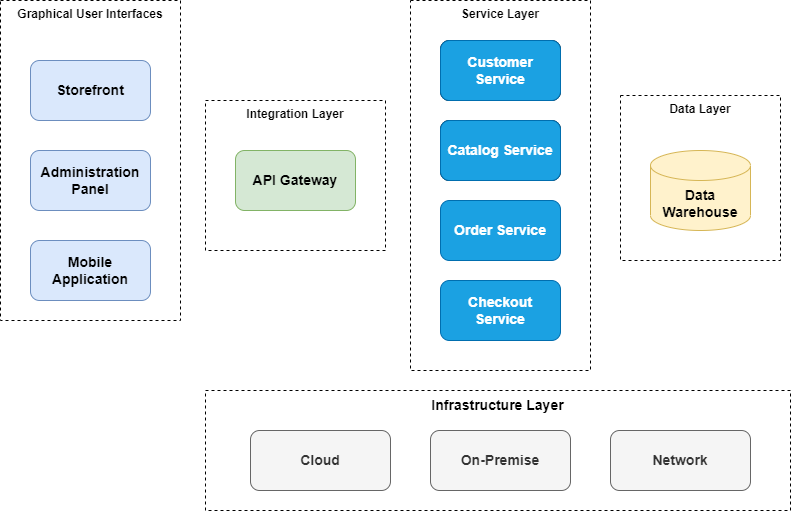 Graphical User Interfaces
Storefront
Administration
Panel
Mobile
Application
Integration Layer
API Gateway
Service Layer
Customer
Service
Catalog Service
Order Service
Checkout
Service
Data Layer
Data
Warehouse
Infrastructure Layer
Cloud
On-Premise
Network